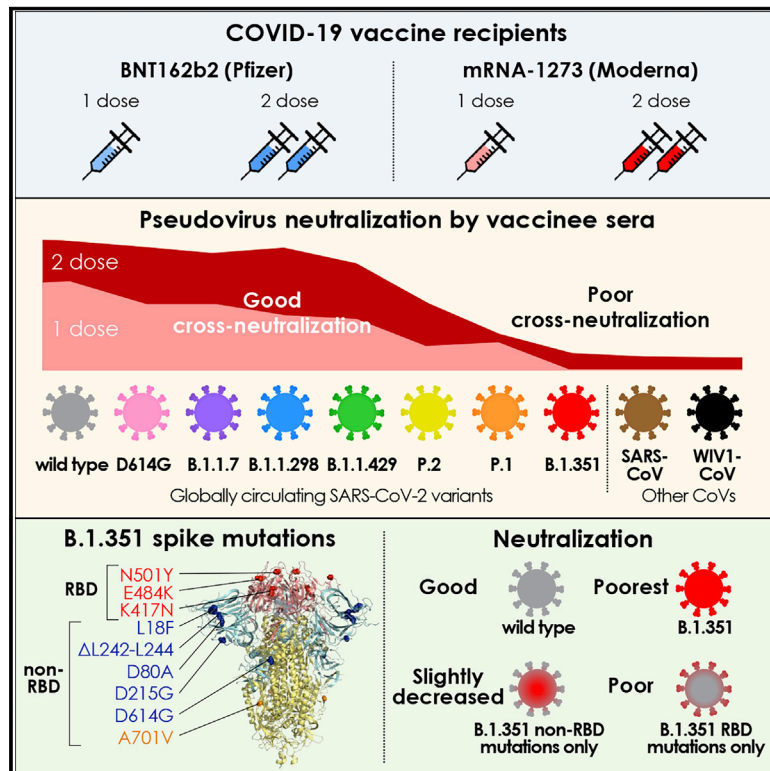 COVID-19 vaccine recipients
BNT162b2 (Pfizer)
1 dose
2 dose
mRNA-1273 (Moderna)
1 dose
2 dose
Pseudovirus neutralization by vaccinee sera
2 dose
1 dose
Good
cross-neutralization
Poor
cross-neutralization
wild type
D614G
B.1.1.7
B.1.1.298
B.1.1.429
P.2
P.1
B.1.351
SARS-
CoV
WIV1-
CoV
Globally circulating SARS-CoV-2 variants
Other CoVs
B.1.351 spike mutations
RBD
N501Y
E484K
K417N
non-
RBD
L18F
ΔL242-L244
D80A
D215G
D614G
A701V
Neutralization
Good
wild type
Poorest
B.1.351
Slightly
decreased
B.1.351 non-RBD
mutations only
Poor
B.1.351 RBD
mutations only